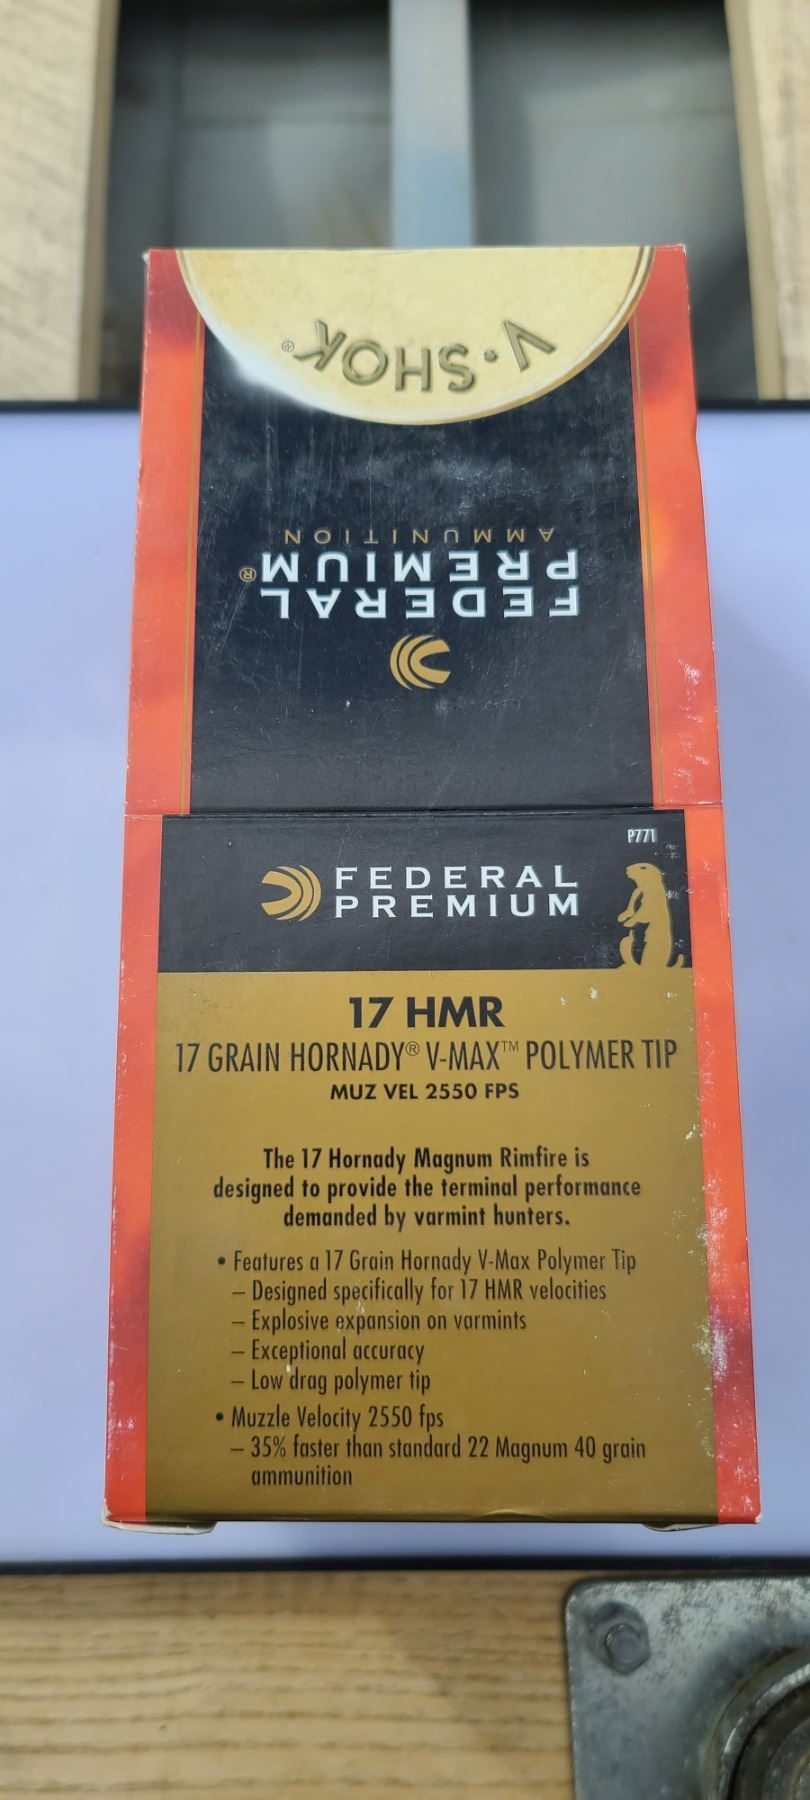 V·SHOK®
AMMUNITION
PREMIUM®
FEDERAL
P771
FEDERAL
PREMIUM
17 HMR
17 GRAIN HORNADY® V-MAX™ POLYMER TIP
MUZ VEL 2550 FPS
The 17 Hornady Magnum Rimfire is
designed to provide the terminal performance
demanded by varmint hunters.
• Features a 17 Grain Hornady V-Max Polymer Tip
– Designed specifically for 17 HMR velocities
– Explosive expansion on varmints
– Exceptional accuracy
– Low drag polymer tip
• Muzzle Velocity 2550 fps
– 35% faster than standard 22 Magnum 40 grain
ammunition